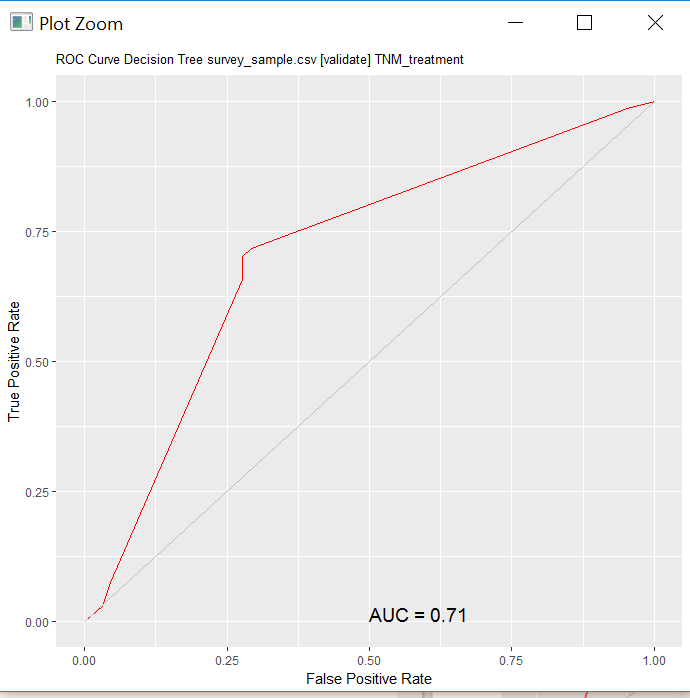 Plot Zoom
ROC Curve Decision Tree survey_sample.csv [validate] TNM_treatment
1.00
0.75
0.50
0.25
0.00
True Positive Rate
AUC = 0.71
0.00 0.25 0.50 0.75 1.00
False Positive Rate